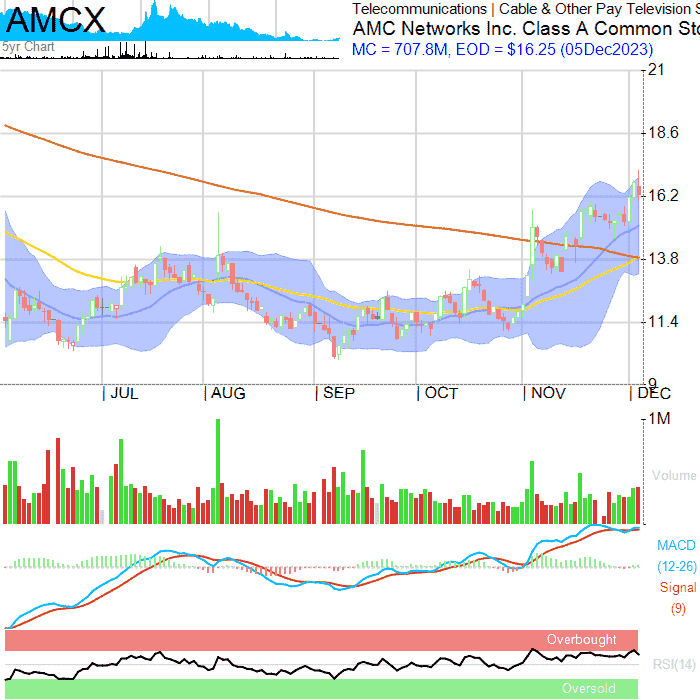 AMCX
Telecommunications | Cable & Other Pay Television S
AMC Networks Inc. Class A Common Sto
MC = 707.8M, EOD = $16.25 (05Dec2023)
5yr Chart
21
18.6
16.2
13.8
11.4
9
| JUL | AUG | SEP | OCT | NOV | DEC
1M
Volume
MACD
(12-26)
Signal
(9)
Overbought
RSI(14)
Oversold